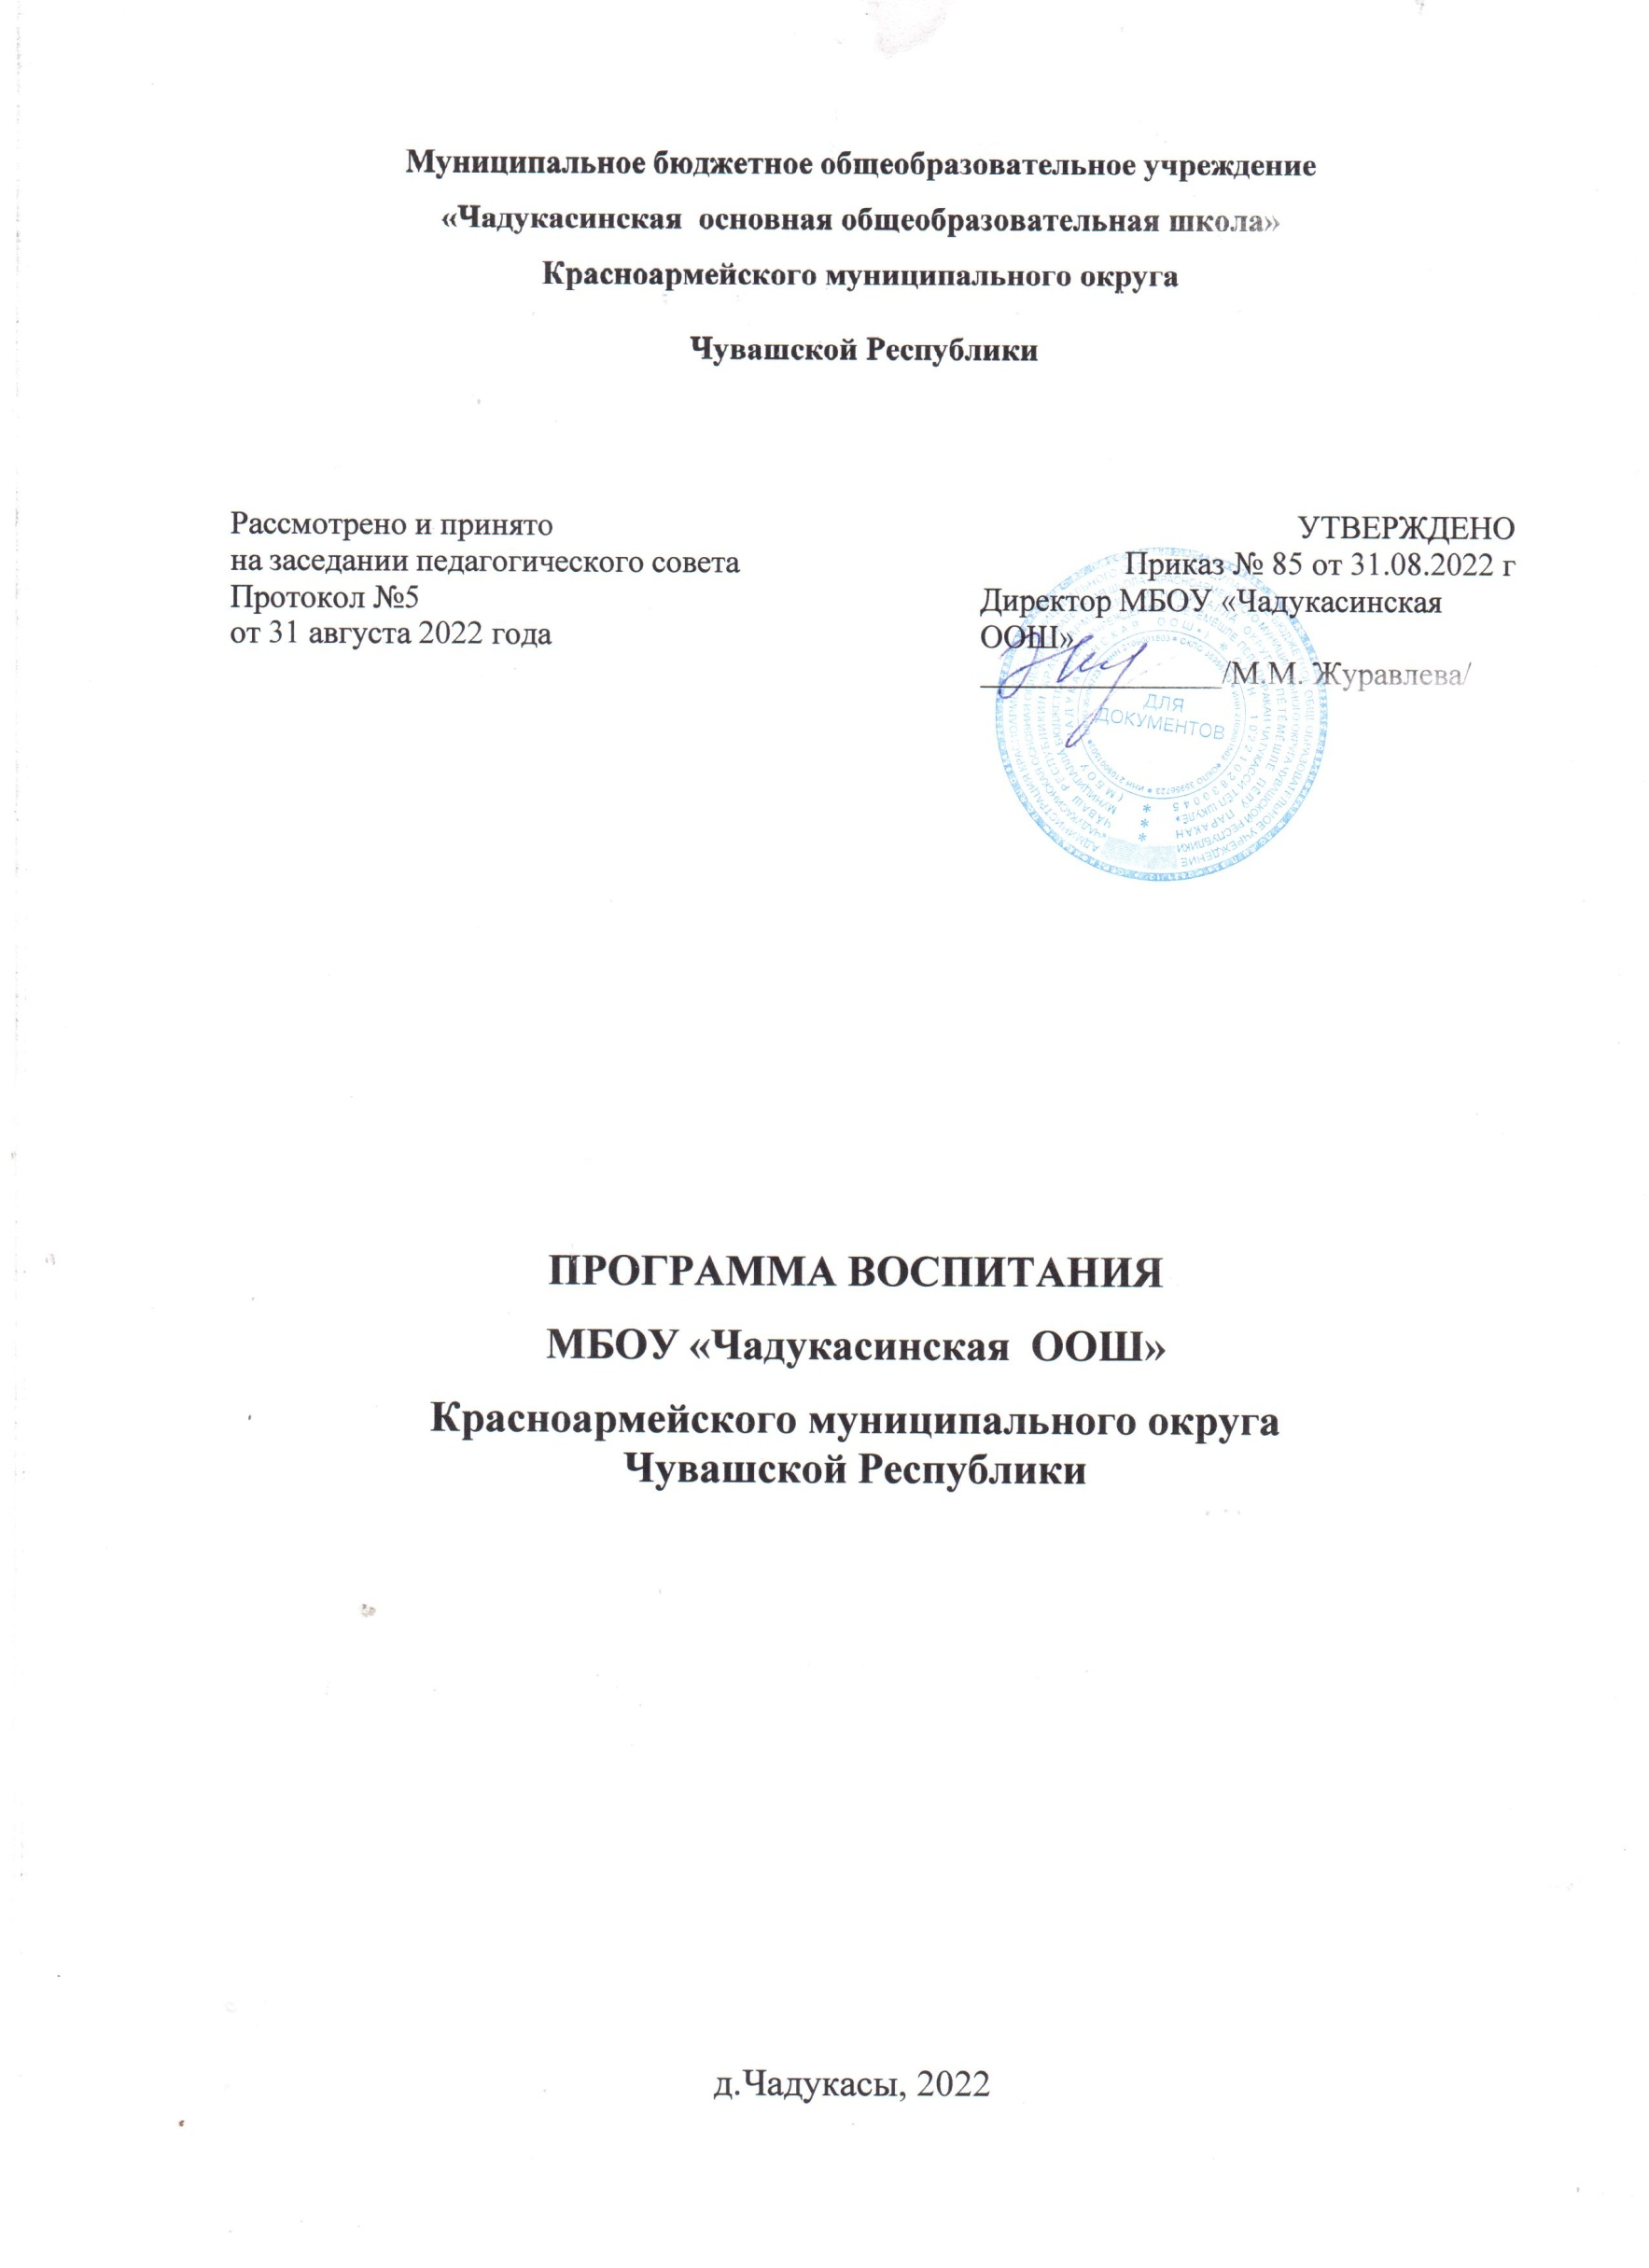 Муниципальное бюджетное общеобразовательное учреждение
«Чадукасинская основная общеобразовательная школа»
Красноармейского муниципального округа
Чувашской Республики
Рассмотрено и принято
на заседании педагогического совета
Протокол №5
от 31 августа 2022 года
УТВЕРЖДЕНО
Приказ № 85 от 31.08.2022 г
Директор МБОУ «Чадукасинская
ООШ»
/М.М. Журавлева/
ДЛЯ
ДОКУМЕНТОВ
ПРОГРАММА ВОСПИТАНИЯ
МБОУ «Чадукасинская ООШ»
Красноармейского муниципального округа
Чувашской Республики
д.Чадукасы, 2022